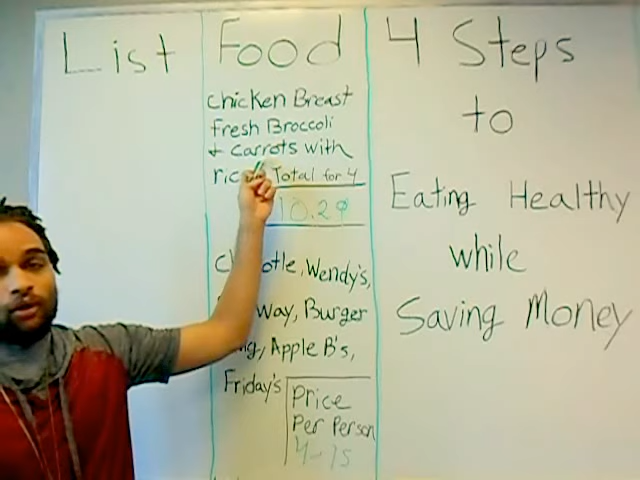 List
Food
Chicken Breast
Fresh Broccoli
+ Carrots with
Total for 4
10.29
Wendy's,
Burger
Apple B's,
Friday's
Price
Per Person
4-15
4 Steps
to
Eating Healthy
while
Saving Money